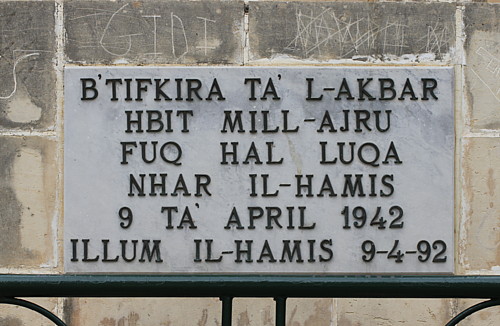 B'TIFKIRA TA' L-AKBAR
HBIT MILL-AJRU
FUQ HAL LUQA
NHAR IL-HAMIS
9 TA' APRIL 1942
ILLUM IL-HAMIS 9-4-92